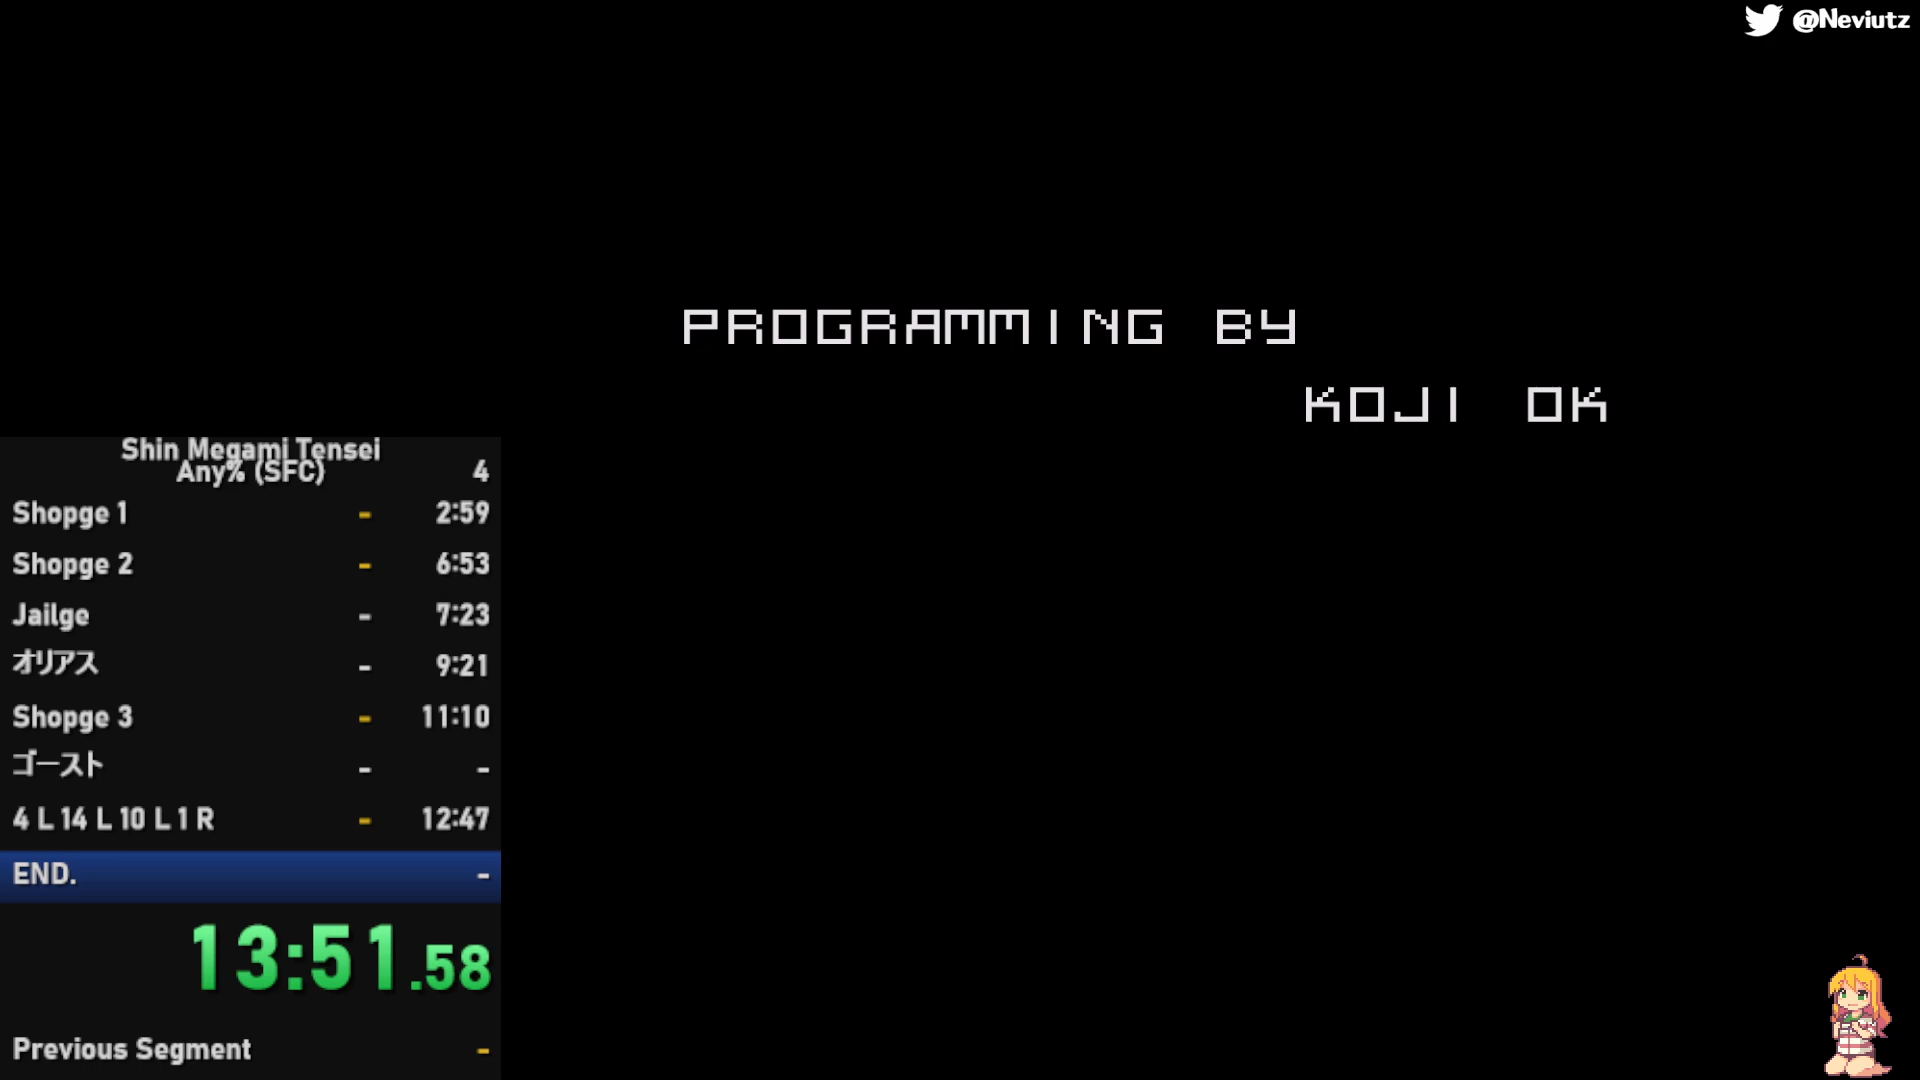 @Neviutz
PROGRAMMING BY
KOJI OK
Shin Megami Tensei
Any% (SFC) 4
Shopge 1 - 2:59
Shopge 2 - 6:53
Jailge - 7:23
オリアス - 9:21
Shopge 3 - 11:10
ゴースト - -
4 L 14 L 10 L 1 R - 12:47
END. -
13:51.58
Previous Segment -